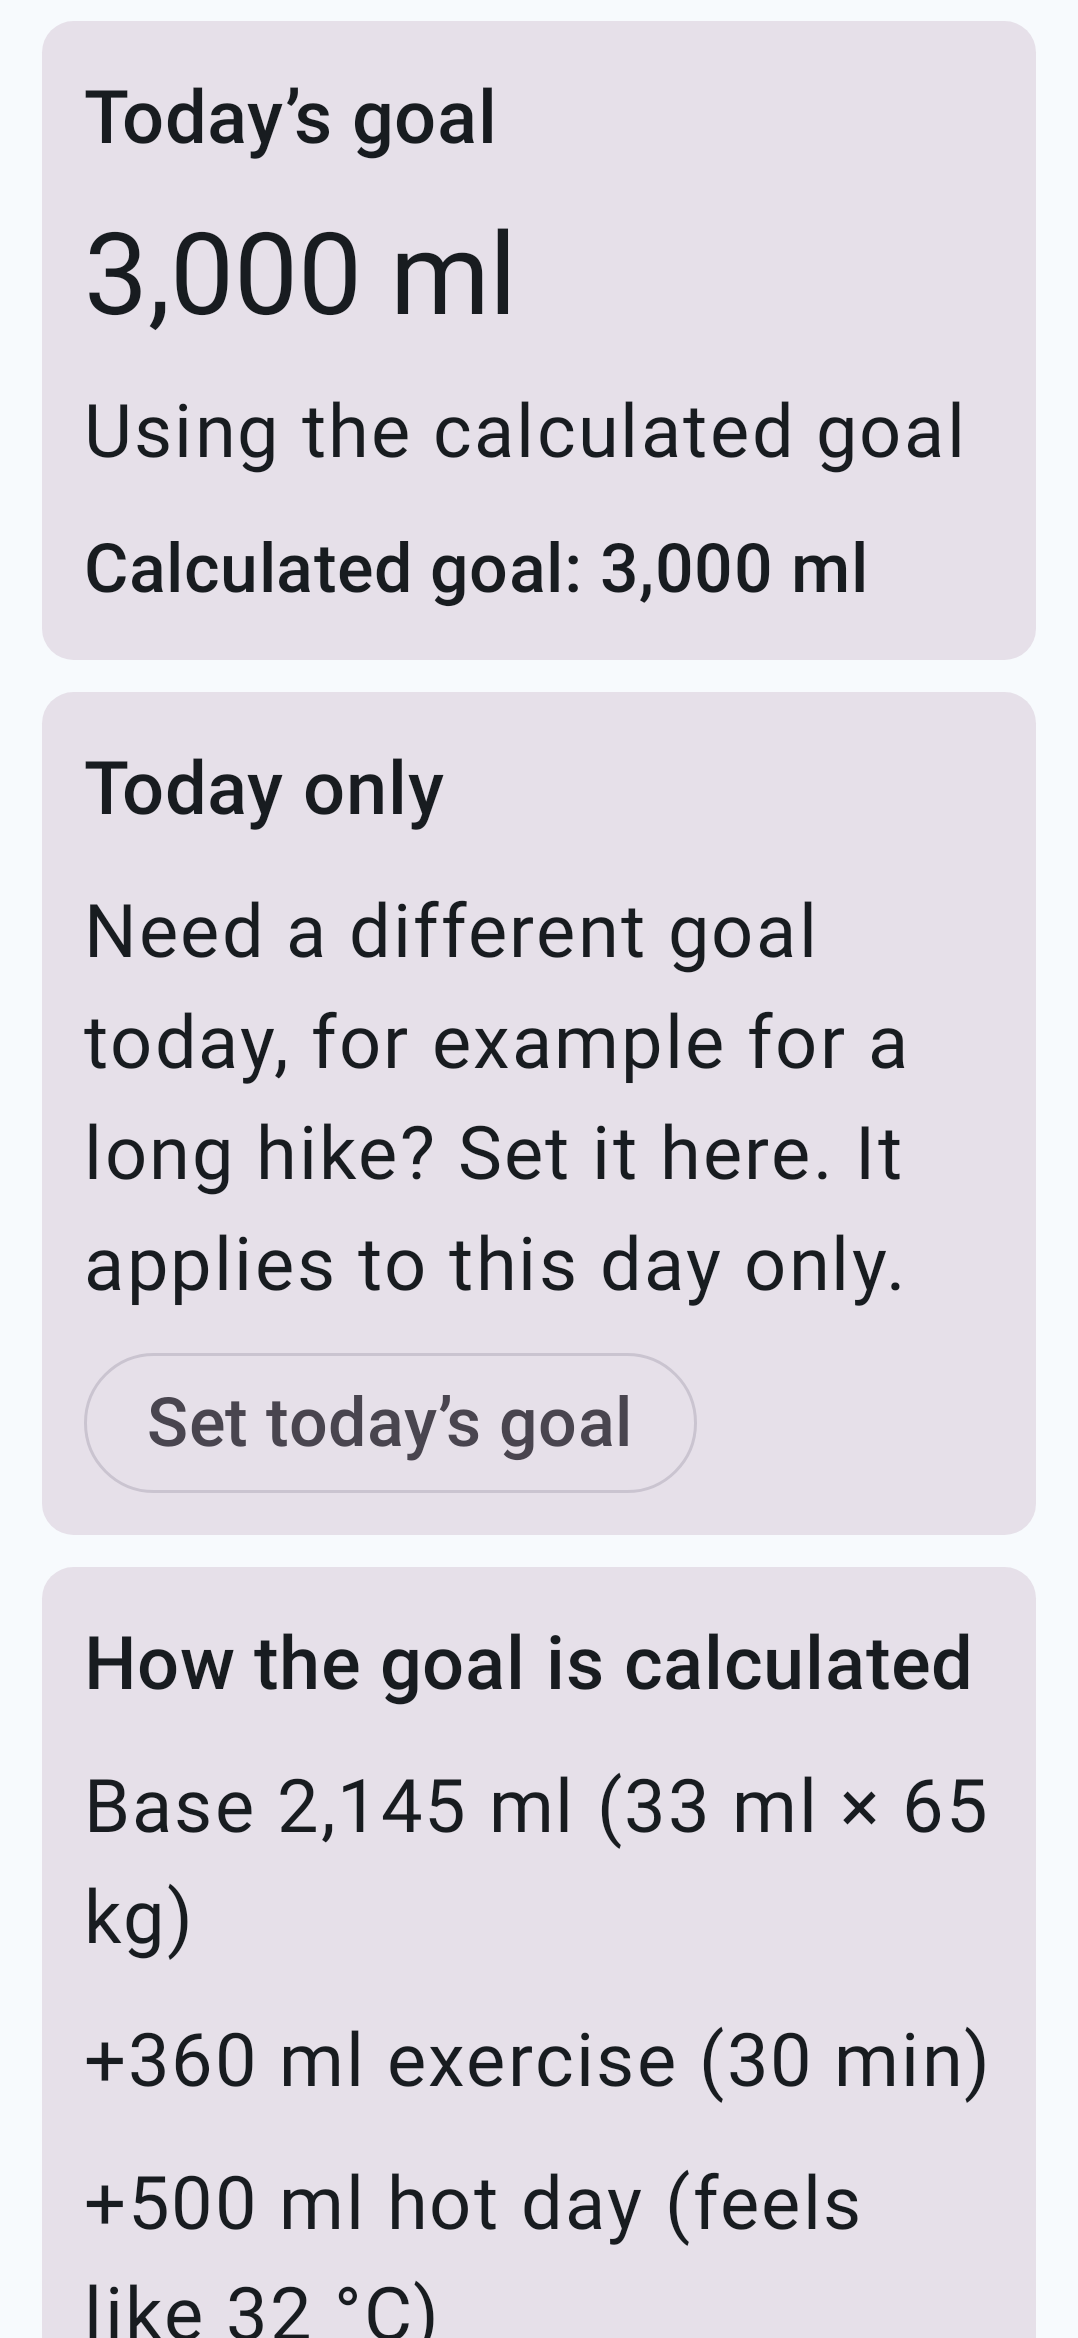 Today’s goal
3,000 ml
Using the calculated goal
Calculated goal: 3,000 ml
Today only
Need a different goal
today, for example for a
long hike? Set it here. It
applies to this day only.
Set today’s goal
How the goal is calculated
Base 2,145 ml (33 ml × 65
kg)
+360 ml exercise (30 min)
+500 ml hot day (feels
like 32 °C)